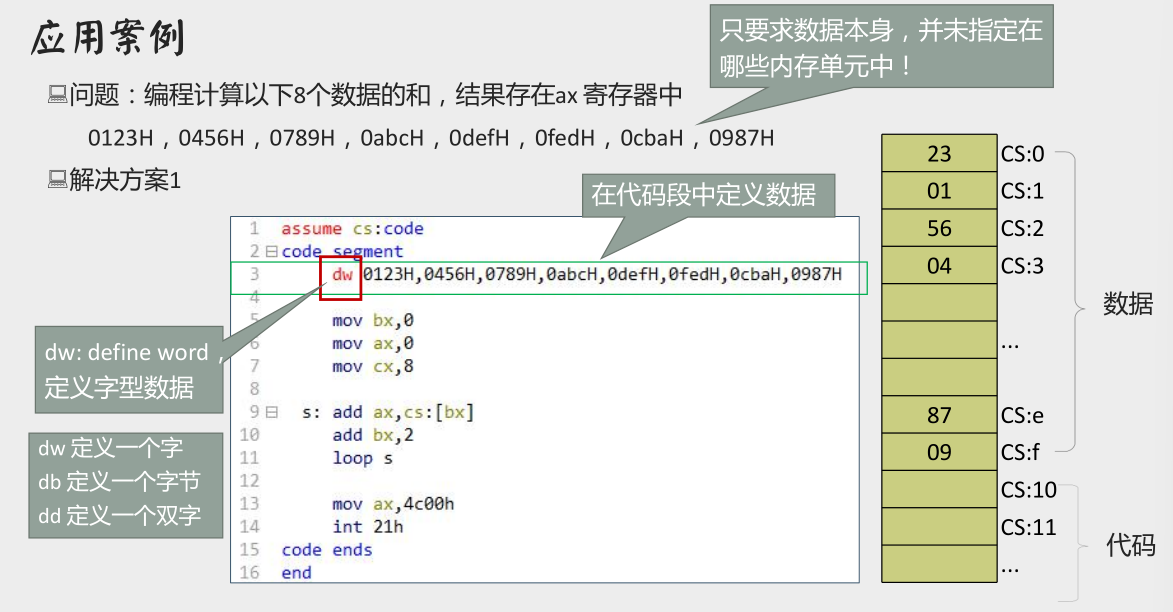 应用案例
只要求数据本身，并未指定在
哪些内存单元中！
问题：编程计算以下8个数据的和，结果存在ax 寄存器中
0123H，0456H，0789H，0abcH，0defH，0fedH，0cbaH，0987H
解决方案1
在代码段中定义数据
1 assume cs:code
2 code segment
3 dw 0123H,0456H,0789H,0abcH,0defH,0fedH,0cbaH,0987H
4
5 mov bx,0
6 mov ax,0
7 mov cx,8
8
9 s: add ax,cs:[bx]
10 add bx,2
11 loop s
12
13 mov ax,4c00h
14 int 21h
15 code ends
16 end
dw: define word，
定义字型数据
dw 定义一个字
db 定义一个字节
dd 定义一个双字
23 CS:0
01 CS:1
56 CS:2
04 CS:3
...
87 CS:e
09 CS:f
CS:10
CS:11
...
数据
代码